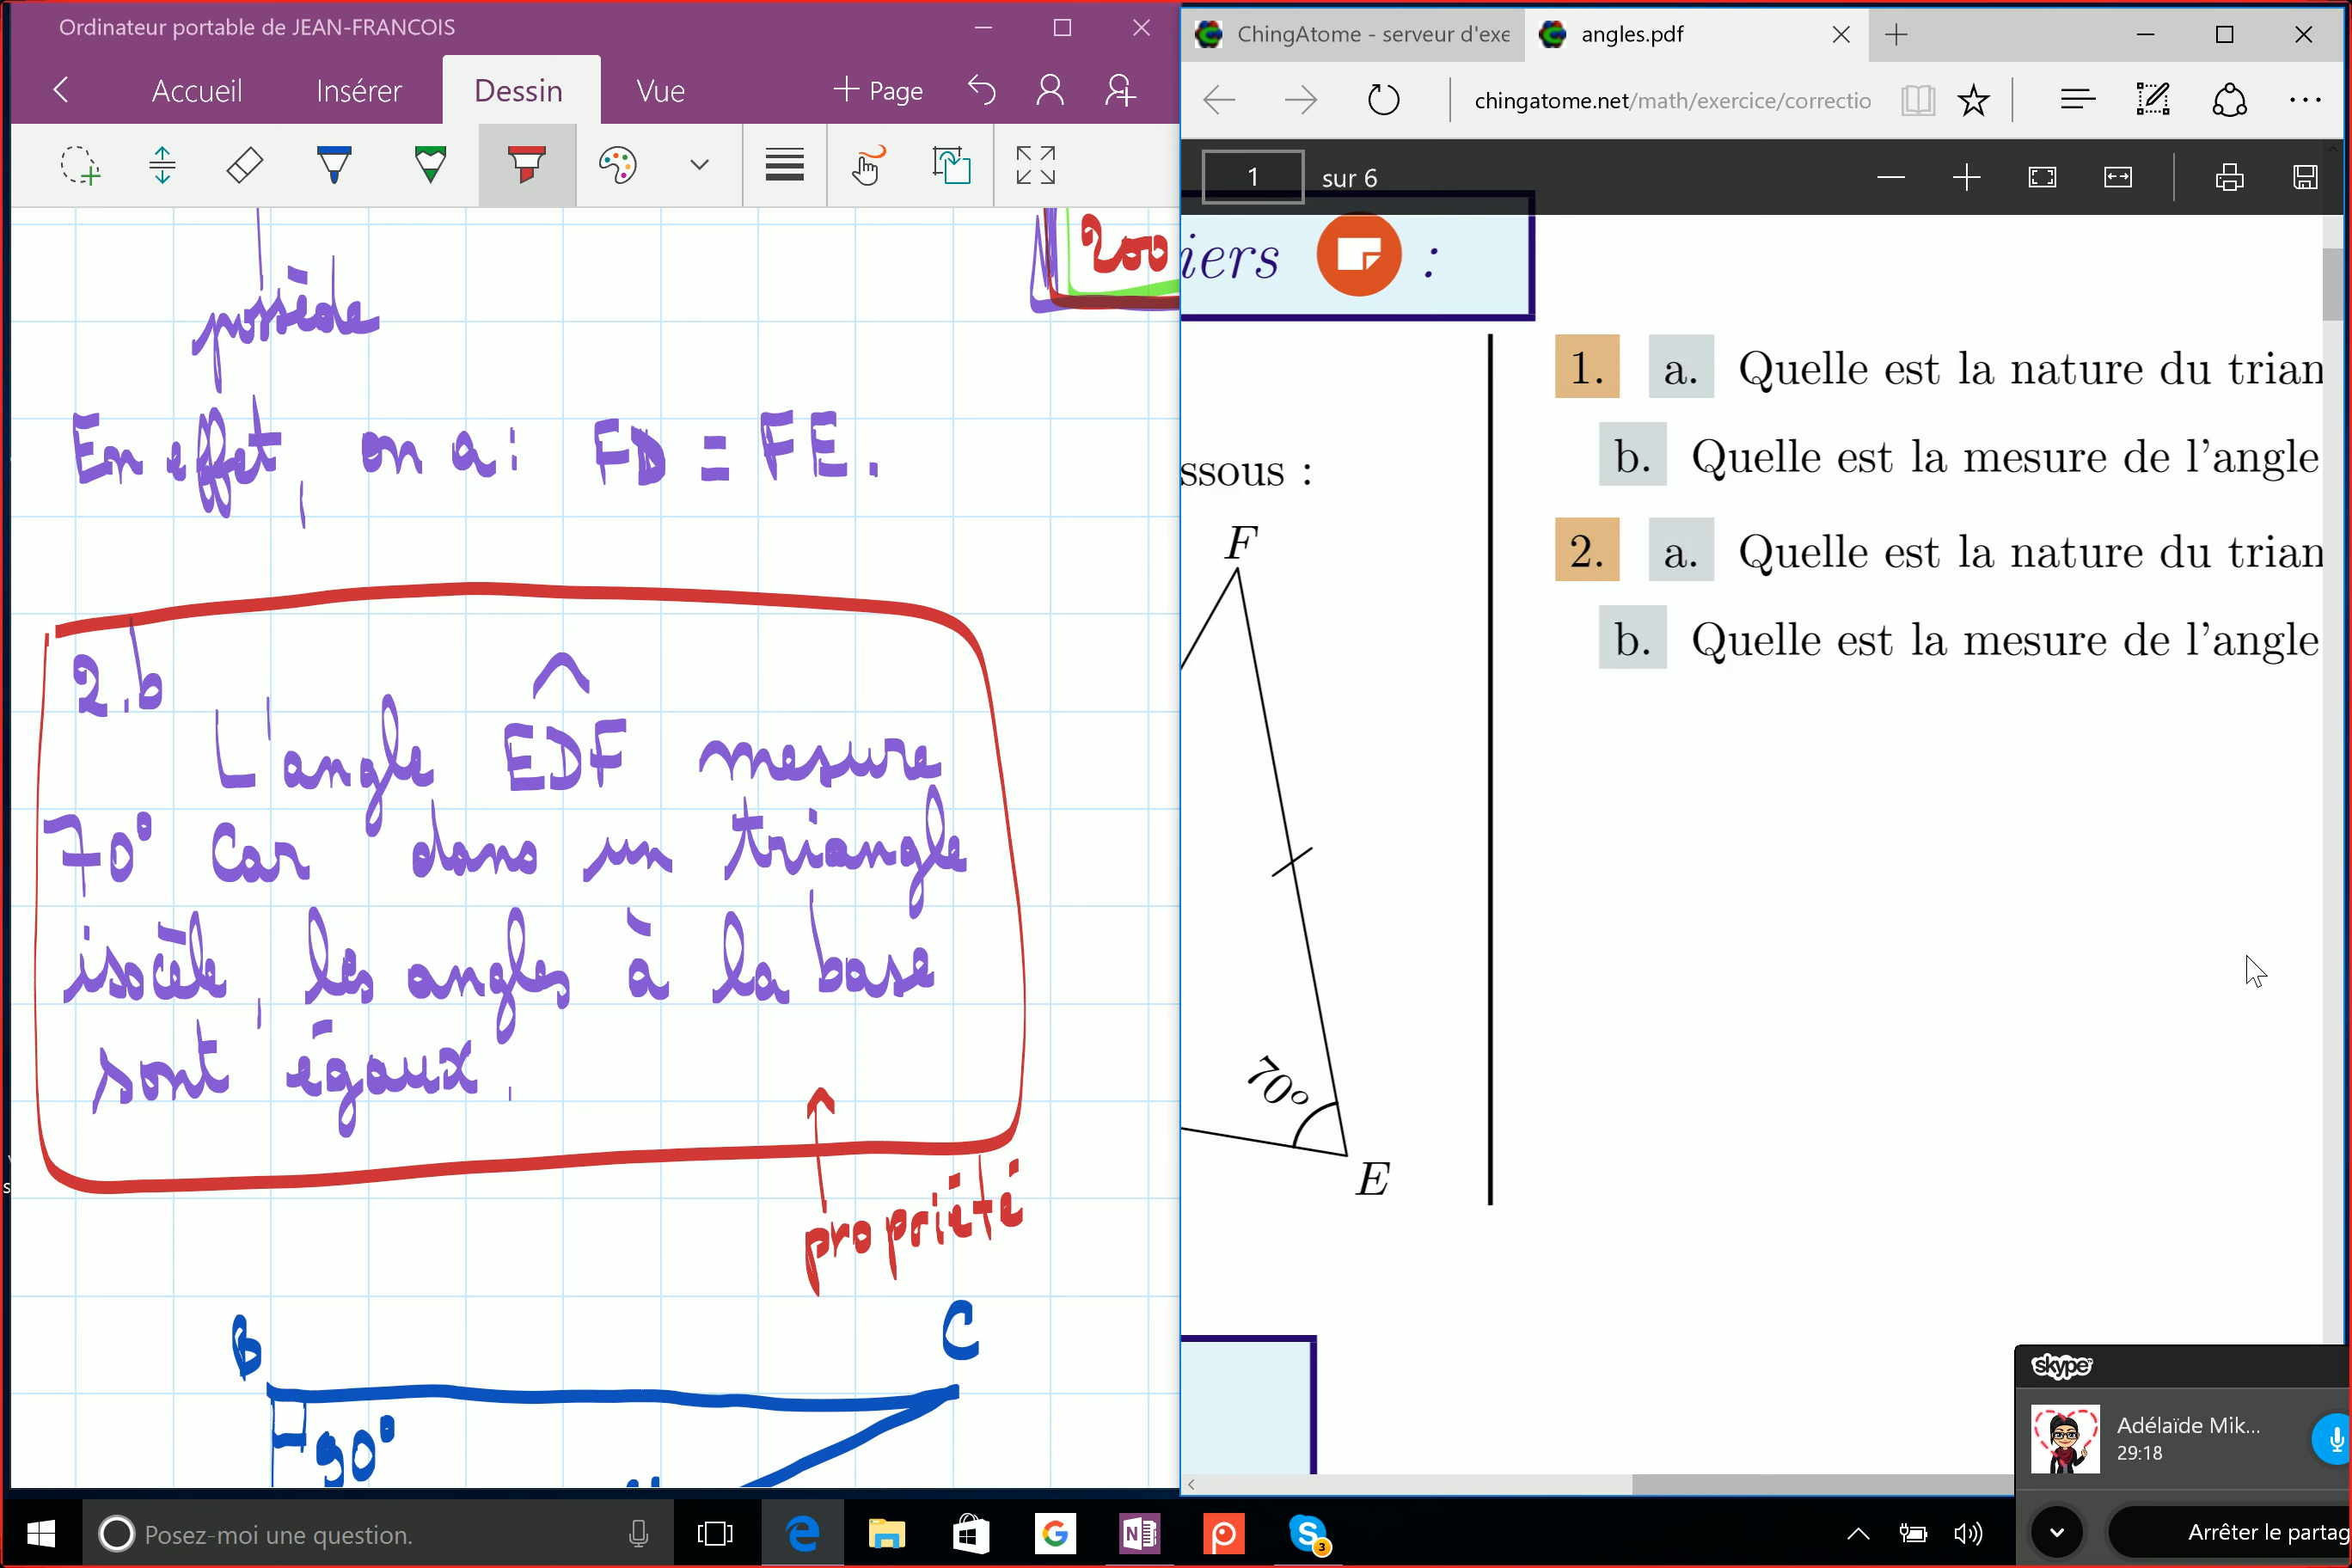 Ordinateur portable de JEAN-FRANCOIS
Accueil
Insérer
Dessin
Vue
Page
possède
200
En effet, on a: FD = FE.
2.b
L'angle EDF mesure
70° car dans un triangle
isocèle, les angles à la base
sont égaux.
propriété
B
C
90°
ChingAtome - serveur d'exe
angles.pdf
chingatome.net/math/exercice/correctio
1
sur 6
iers :
ssous :
F
70°
E
1. a. Quelle est la nature du trian
b. Quelle est la mesure de l'angle
2. a. Quelle est la nature du trian
b. Quelle est la mesure de l'angle
skype
Adélaïde Mik...
29:18
Arrêter le partag
Posez-moi une question.
3